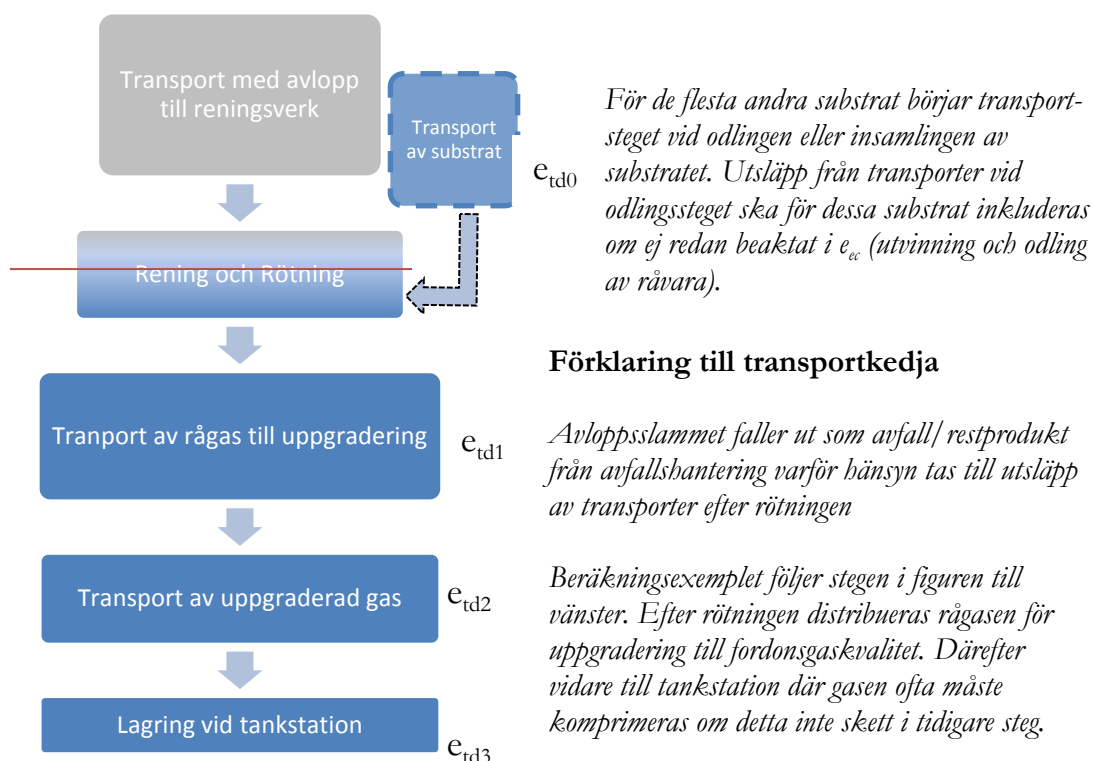 Transport med avlopp
till reningsverk
Transport
av substrat
e_td0
Rening och Rötning
Tranport av rågas till uppgradering
e_td1
Transport av uppgraderad gas
e_td2
Lagring vid tankstation
e_td3
För de flesta andra substrat börjar transport-
steget vid odlingen eller insamlingen av
substratet. Utsläpp från transporter vid
odlingssteget ska för dessa substrat inkluderas
om ej redan beaktat i e_ec (utvinning och odling
av råvara).
Förklaring till transportkedja
Avloppsslammet faller ut som avfall/restprodukt
från avfallshantering varför hänsyn tas till utsläpp
av transporter efter rötningen
Beräkningsexemplet följer stegen i figuren till
vänster. Efter rötningen distribueras rågasen för
uppgradering till fordonsgaskvalitet. Därefter
vidare till tankstation där gasen ofta måste
komprimeras om detta inte skett i tidigare steg.